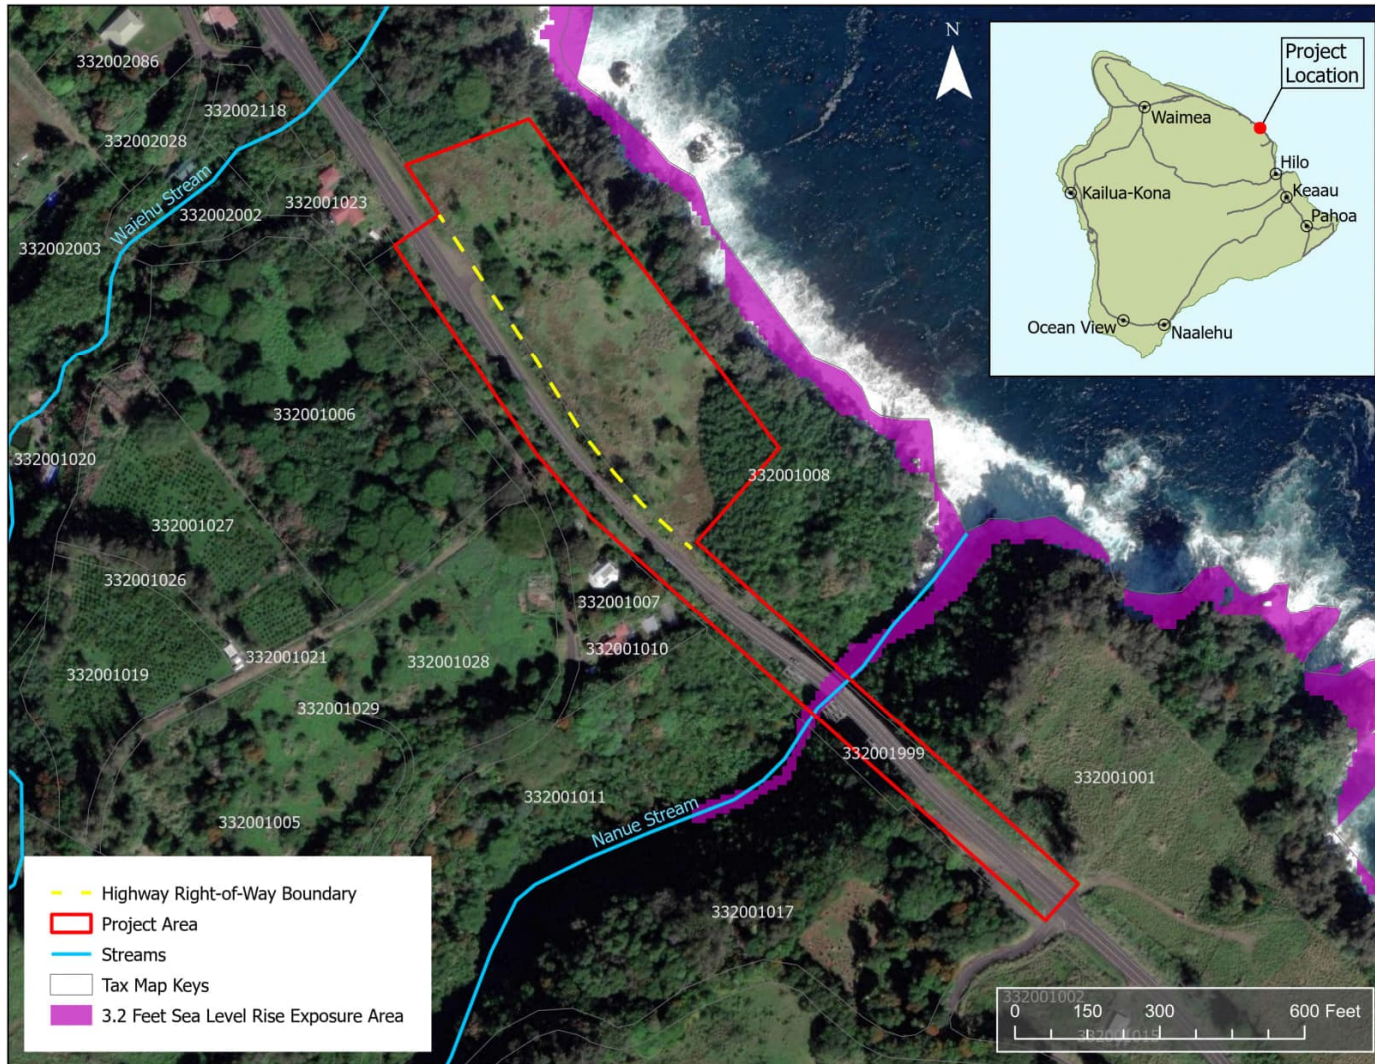 N
Project
Location
Waimea
Hilo
Keaau
Kailua-Kona
Pahoa
Ocean View
Naalehu
332002086
332002118
332002028
Waiehu Stream
332002002
332001023
332002003
332001006
332001020
332001008
332001027
332001026
332001007
332001010
332001021
332001028
332001019
332001029
332001999
332001001
332001011
Nanue Stream
332001005
332001017
332001002
332001015
Highway Right-of-Way Boundary
Project Area
Streams
Tax Map Keys
3.2 Feet Sea Level Rise Exposure Area
0 150 300 600 Feet